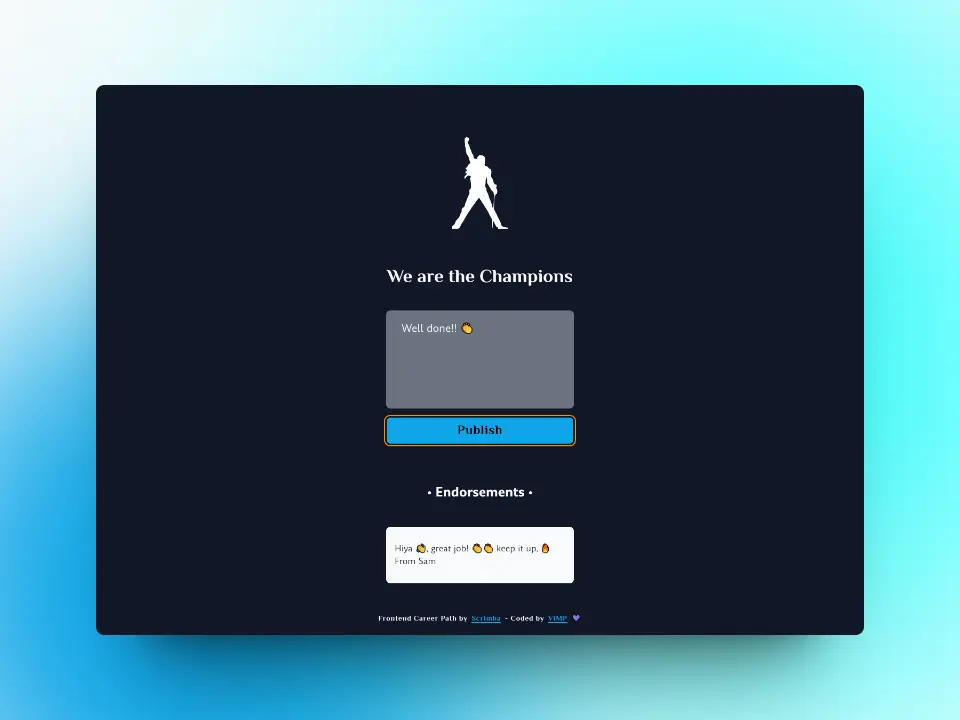 We are the Champions
Well done!! 👏
Publish
• Endorsements •
Hiya 👋, great job! 👏👏 keep it up, 🔥
From Sam
Frontend Career Path by Scrimba - Coded by VIMP 💜